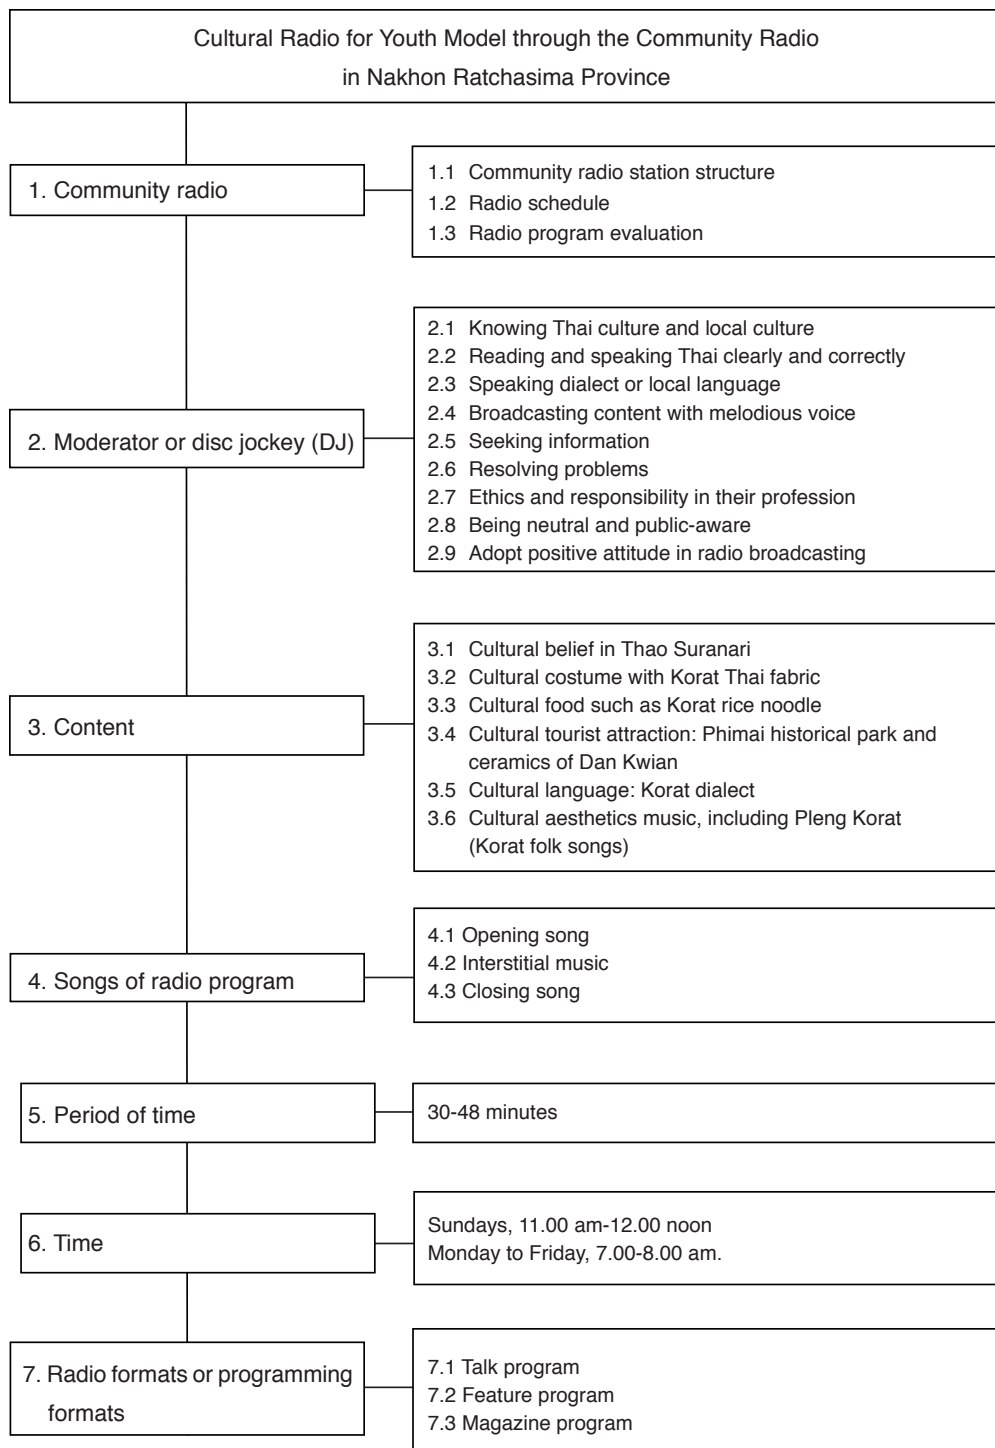 Cultural Radio for Youth Model through the Community Radio
in Nakhon Ratchasima Province
1. Community radio
1.1 Community radio station structure
1.2 Radio schedule
1.3 Radio program evaluation
2. Moderator or disc jockey (DJ)
2.1 Knowing Thai culture and local culture
2.2 Reading and speaking Thai clearly and correctly
2.3 Speaking dialect or local language
2.4 Broadcasting content with melodious voice
2.5 Seeking information
2.6 Resolving problems
2.7 Ethics and responsibility in their profession
2.8 Being neutral and public-aware
2.9 Adopt positive attitude in radio broadcasting
3. Content
3.1 Cultural belief in Thao Suranari
3.2 Cultural costume with Korat Thai fabric
3.3 Cultural food such as Korat rice noodle
3.4 Cultural tourist attraction: Phimai historical park and
ceramics of Dan Kwian
3.5 Cultural language: Korat dialect
3.6 Cultural aesthetics music, including Pleng Korat
(Korat folk songs)
4. Songs of radio program
4.1 Opening song
4.2 Interstitial music
4.3 Closing song
5. Period of time
30-48 minutes
6. Time
Sundays, 11.00 am-12.00 noon
Monday to Friday, 7.00-8.00 am.
7. Radio formats or programming
formats
7.1 Talk program
7.2 Feature program
7.3 Magazine program